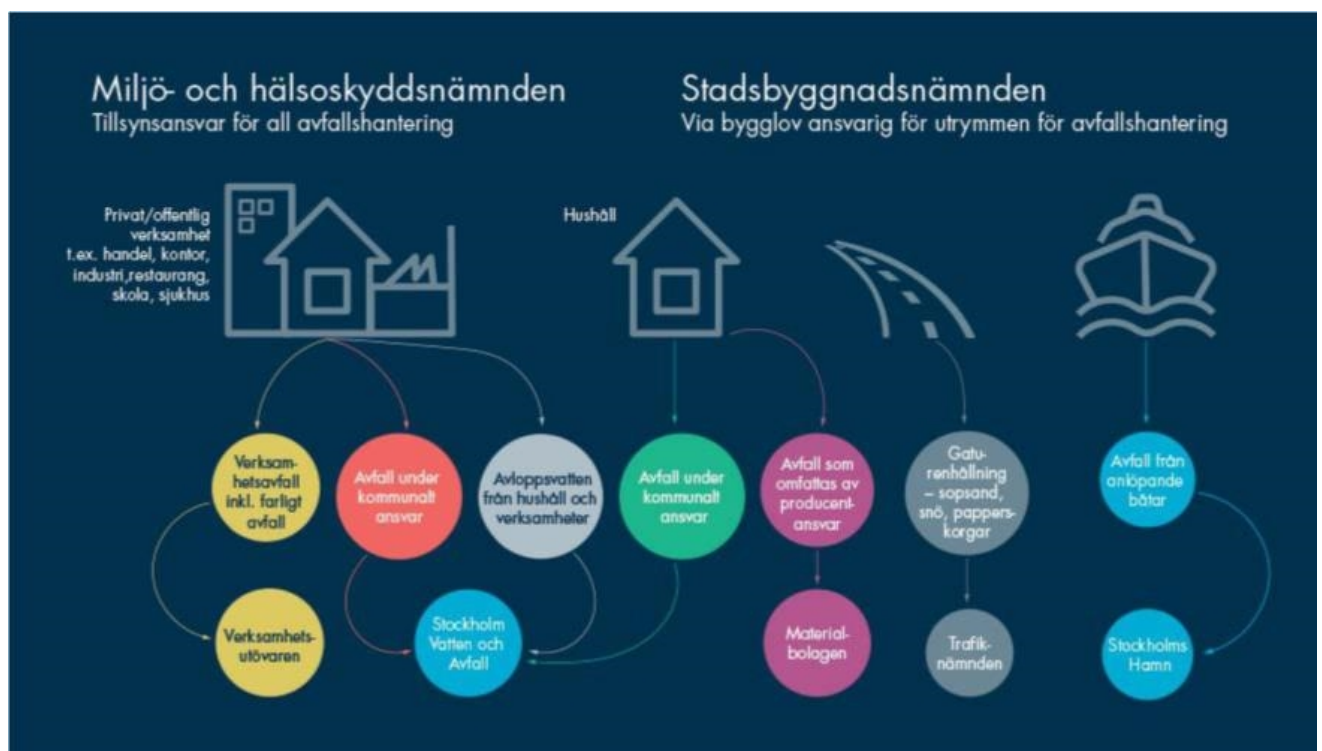 Miljö- och hälsoskyddsnämnden
Tillsynsansvar för all avfallshantering
Stadsbyggnadsnämnden
Via bygglov ansvarig för utrymmen för avfallshantering
Privat/offentlig
verksamhet
t.ex. handel, kontor,
industri,restaurang,
skola, sjukhus
Hushåll
Verksam-
hetsavfall
inkl. farligt
avfall
Avfall under
kommunalt
ansvar
Avloppsvatten
från hushåll och
verksamheter
Avfall under
kommunalt
ansvar
Avfall som
omfattas av
producent-
ansvar
Gatu-
renhållning
– sopsand,
snö, pappers-
korgar
Avfall från
anlöpande
båtar
Verksamhets-
utövaren
Stockholm
Vatten och
Avfall
Material-
bolagen
Trafik-
nämnden
Stockholms
Hamn